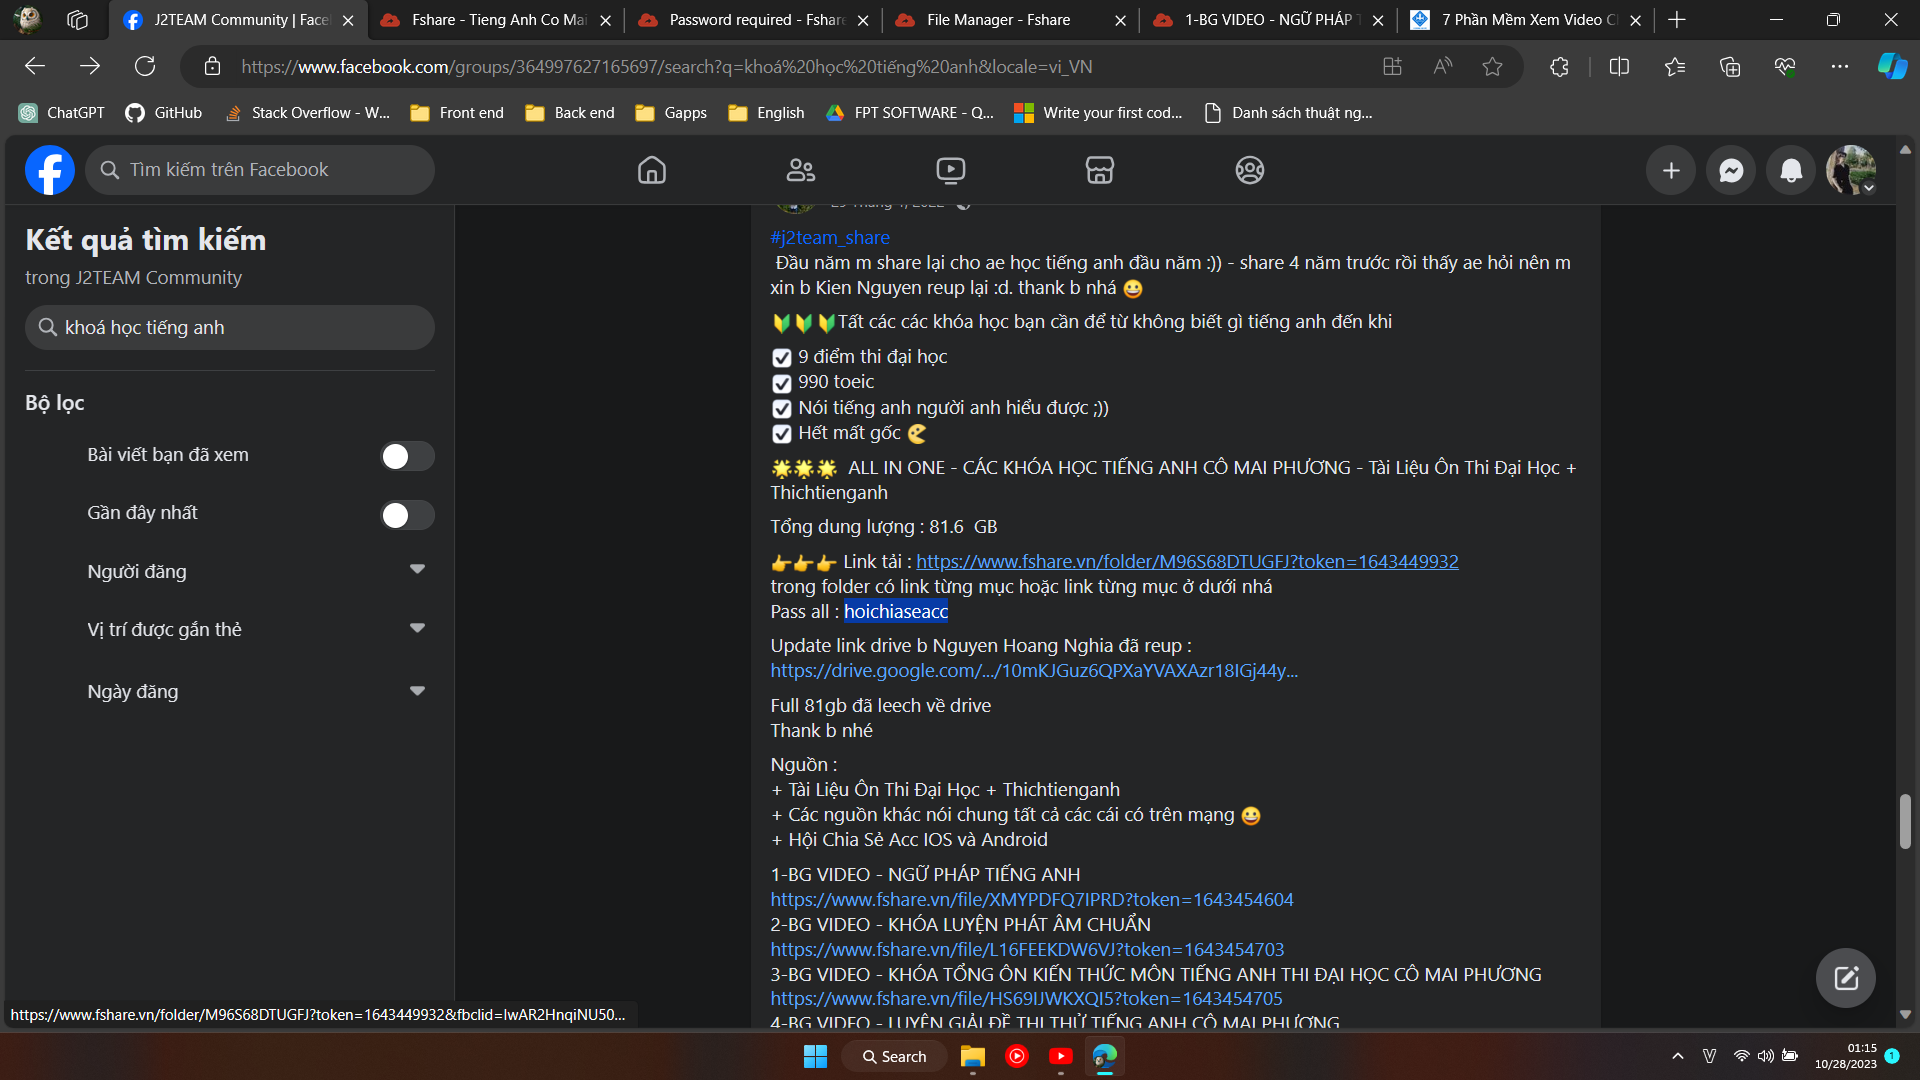 J2TEAM Community | Face
Fshare - Tieng Anh Co Mai
Password required - Fshare
File Manager - Fshare
1-BG VIDEO - NGỮ PHÁP T
7 Phần Mềm Xem Video Cl
https://www.facebook.com/groups/364997627165697/search?q=khoá%20học%20tiếng%20anh&locale=vi_VN
ChatGPT
GitHub
Stack Overflow - W...
Front end
Back end
Gapps
English
FPT SOFTWARE - Q...
Write your first cod...
Danh sách thuật ng...
Tìm kiếm trên Facebook
Kết quả tìm kiếm
trong J2TEAM Community
khoá học tiếng anh
Bộ lọc
Bài viết bạn đã xem
Gần đây nhất
Người đăng
Vị trí được gắn thẻ
Ngày đăng
29 Tháng 1, 2022
#j2team_share
Đầu năm m share lại cho ae học tiếng anh đầu năm :)) - share 4 năm trước rồi thấy ae hỏi nên m
xin b Kien Nguyen reup lại :d. thank b nhá 😀
🔰🔰🔰Tất các các khóa học bạn cần để từ không biết gì tiếng anh đến khi
☑ 9 điểm thi đại học
☑ 990 toeic
☑ Nói tiếng anh người anh hiểu được ;))
☑ Hết mất gốc
🌟🌟🌟 ALL IN ONE - CÁC KHÓA HỌC TIẾNG ANH CÔ MAI PHƯƠNG - Tài Liệu Ôn Thi Đại Học +
Thichtienganh
Tổng dung lượng : 81.6 GB
👉👉👉 Link tải : https://www.fshare.vn/folder/M96S68DTUGFJ?token=1643449932
trong folder có link từng mục hoặc link từng mục ở dưới nhá
Pass all : hoichiaseacc
Update link drive b Nguyen Hoang Nghia đã reup :
https://drive.google.com/.../10mKJGuz6QPXaYVAXAzr18IGj44y...
Full 81gb đã leech về drive
Thank b nhé
Nguồn :
+ Tài Liệu Ôn Thi Đại Học + Thichtienganh
+ Các nguồn khác nói chung tất cả các cái có trên mạng 😀
+ Hội Chia Sẻ Acc IOS và Android
1-BG VIDEO - NGỮ PHÁP TIẾNG ANH
https://www.fshare.vn/file/XMYPDFQ7IPRD?token=1643454604
2-BG VIDEO - KHÓA LUYỆN PHÁT ÂM CHUẨN
https://www.fshare.vn/file/L16FEEKDW6VJ?token=1643454703
3-BG VIDEO - KHÓA TỔNG ÔN KIẾN THỨC MÔN TIẾNG ANH THI ĐẠI HỌC CÔ MAI PHƯƠNG
https://www.fshare.vn/file/HS69IJWKXQI5?token=1643454705
4-BG VIDEO - LUYỆN GIẢI ĐỀ THI THỬ TIẾNG ANH CÔ MAI PHƯƠNG
https://www.fshare.vn/folder/M96S68DTUGFJ?token=1643449932&fbclid=IwAR2HnqiNU50...
Search
01:15
10/28/2023
1